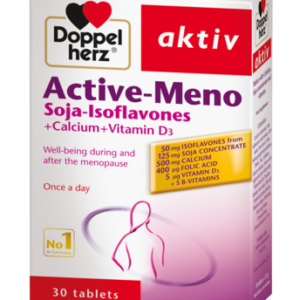 Doppel
herz®
aktiv
Active-Meno
Soja-Isoflavones
+Calcium+Vitamin D3
Well-being during and
after the menopause
Once a day
50 mg ISOFLAVONES from
125 mg SOJA CONCENTRATE
500 mg CALCIUM
400 µg FOLIC ACID
5 µg VITAMIN D3
+ 5 B-VITAMINS
No1
30 tablets